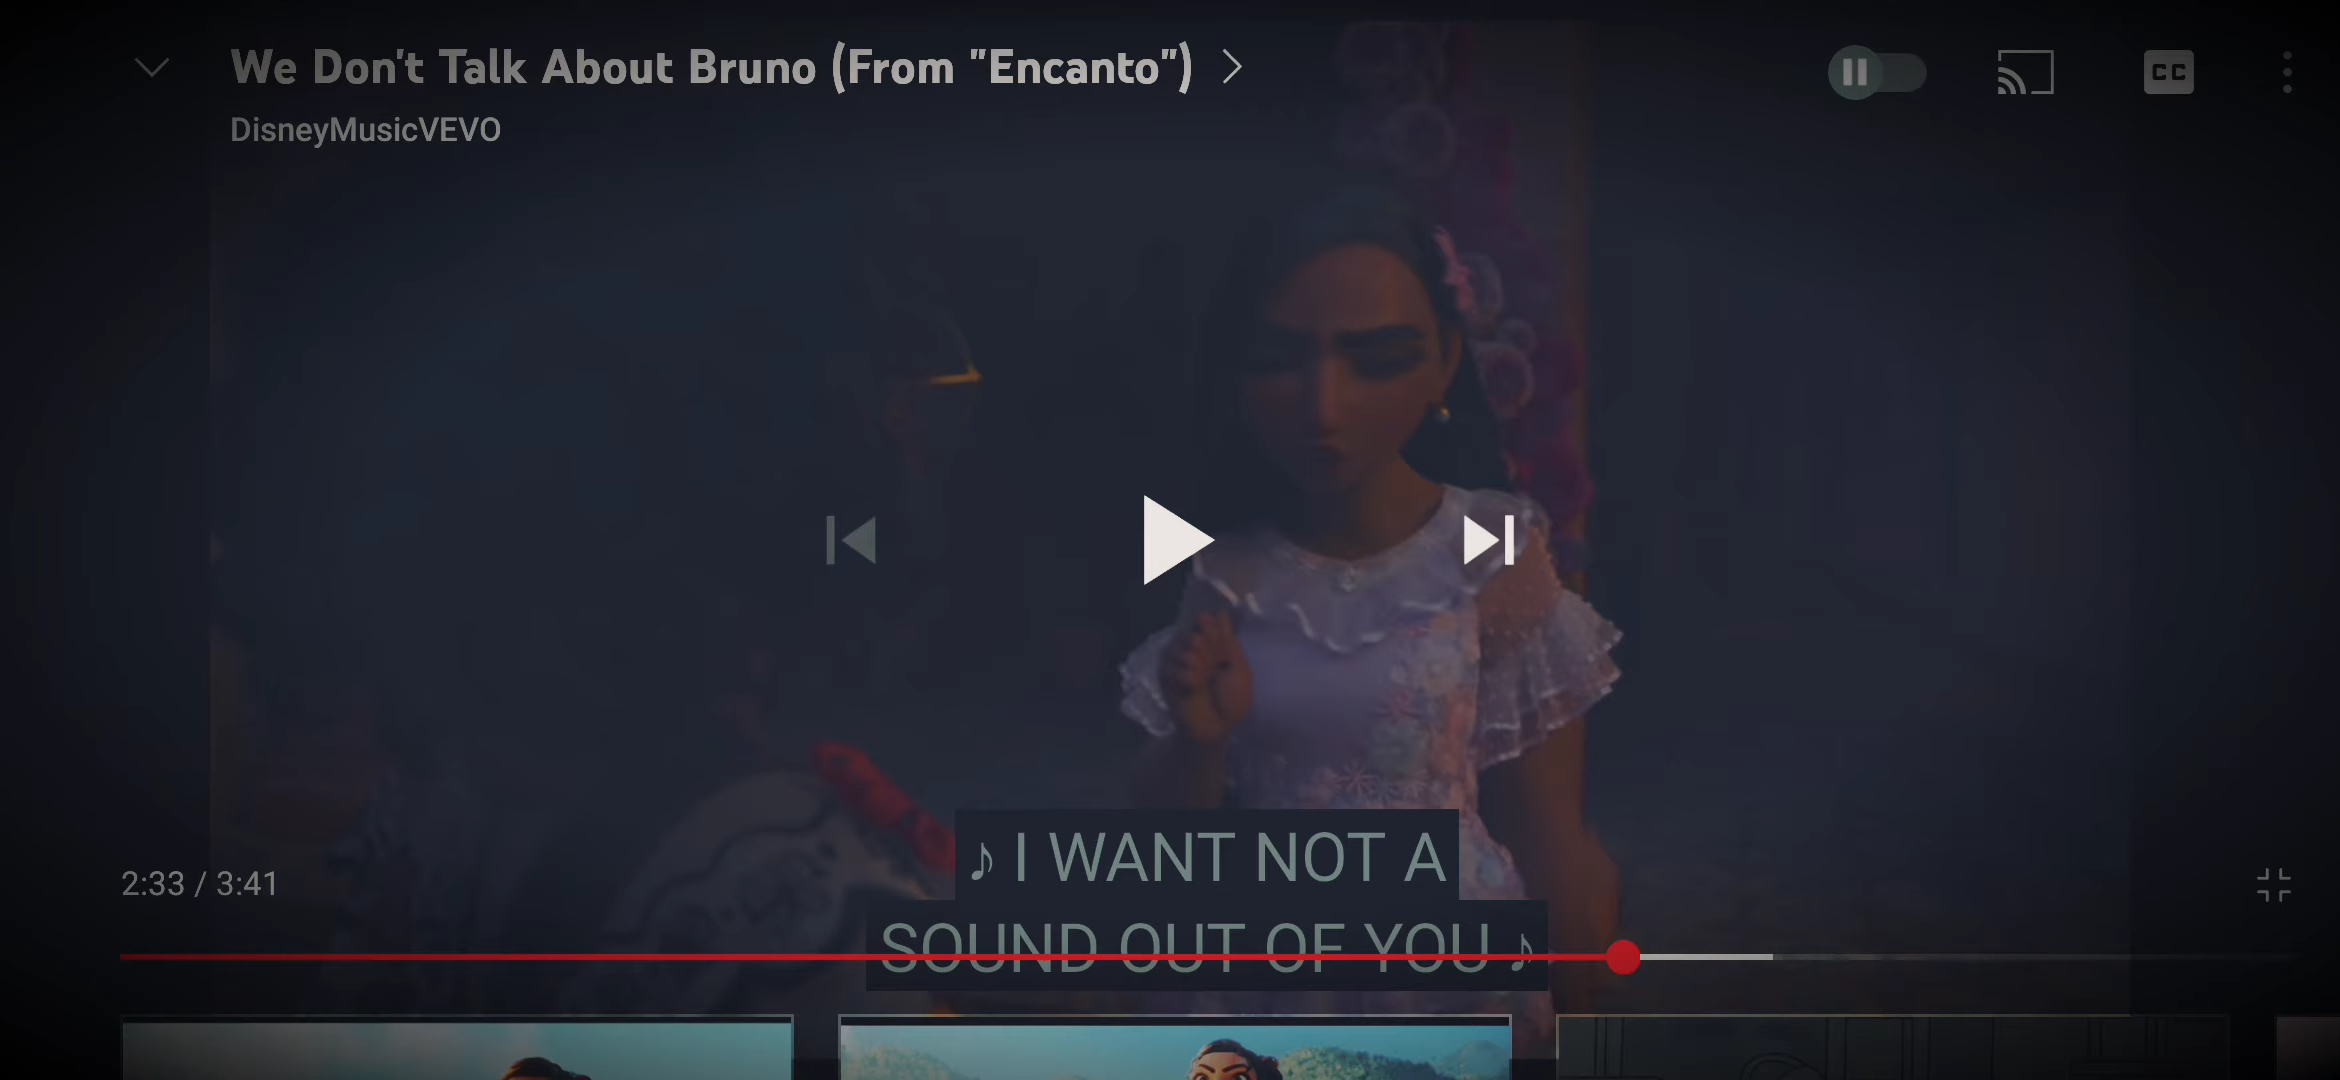 We Don't Talk About Bruno (From "Encanto")
DisneyMusicVEVO
CC
♪ I WANT NOT A
SOUND OUT OF YOU ♪
2:33 / 3:41